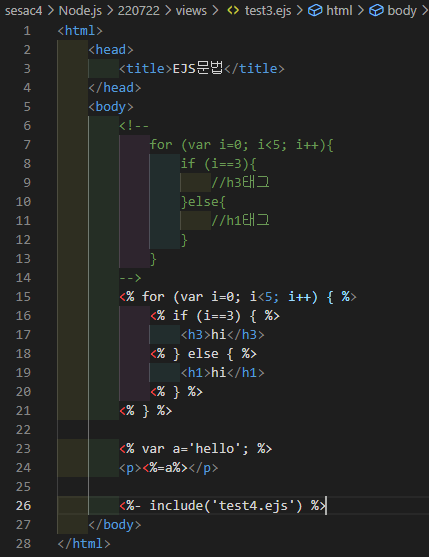 sesac4 > Node.js > 220722 > views > <> test3.ejs > html > body >
1 <html>
2 <head>
3 <title>EJS문법</title>
4 </head>
5 <body>
6 <!--
7 for (var i=0; i<5; i++){
8 if (i==3){
9 //h3태그
10 }else{
11 //h1태그
12 }
13 }
14 -->
15 <% for (var i=0; i<5; i++) { %>
16 <% if (i==3) { %>
17 <h3>hi</h3>
18 <% } else { %>
19 <h1>hi</h1>
20 <% } %>
21 <% } %>
22
23 <% var a='hello'; %>
24 <p><%=a%></p>
25
26 <%- include('test4.ejs') %>
27 </body>
28 </html>